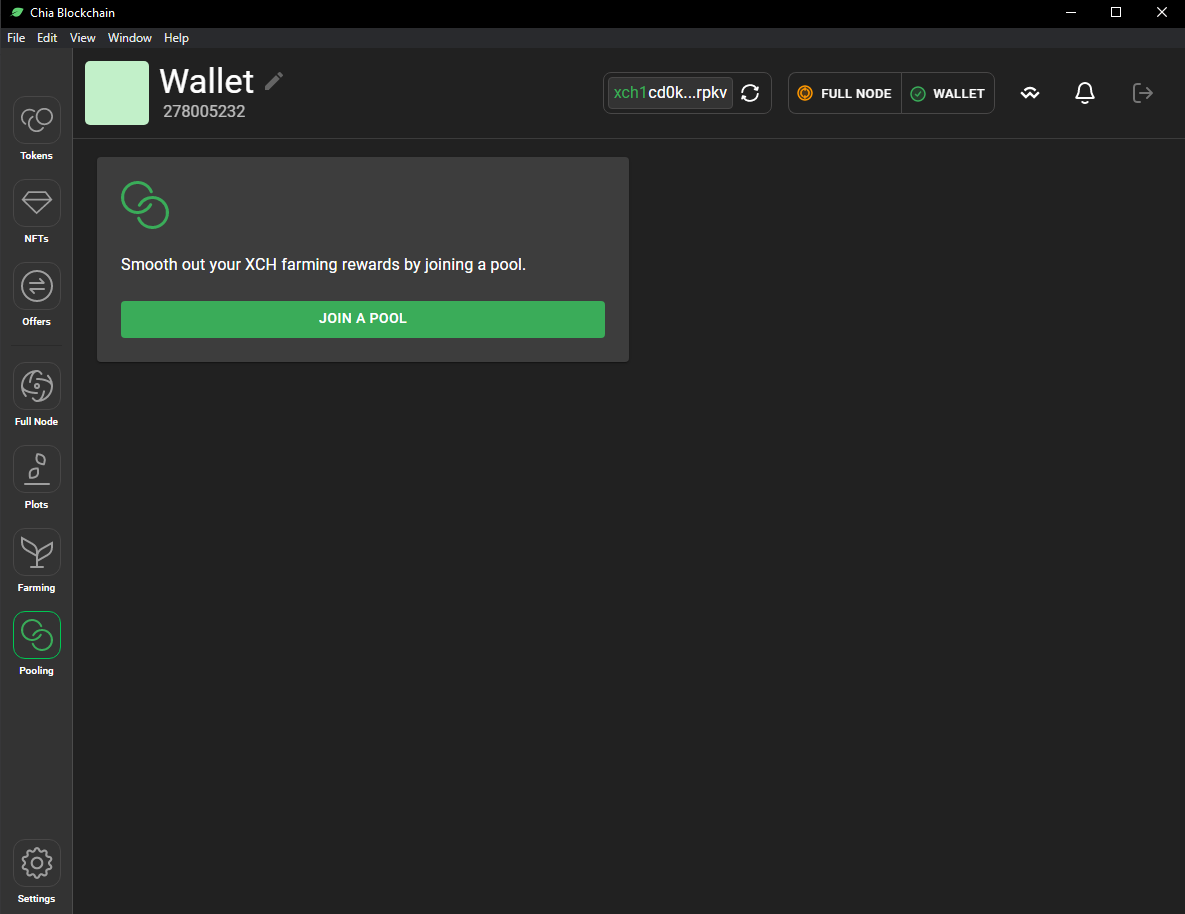 Chia Blockchain
File Edit View Window Help
Wallet
278005232
xch1cd0k...rpkv
FULL NODE
WALLET
Tokens
NFTs
Offers
Full Node
Plots
Farming
Pooling
Settings
Smooth out your XCH farming rewards by joining a pool.
JOIN A POOL